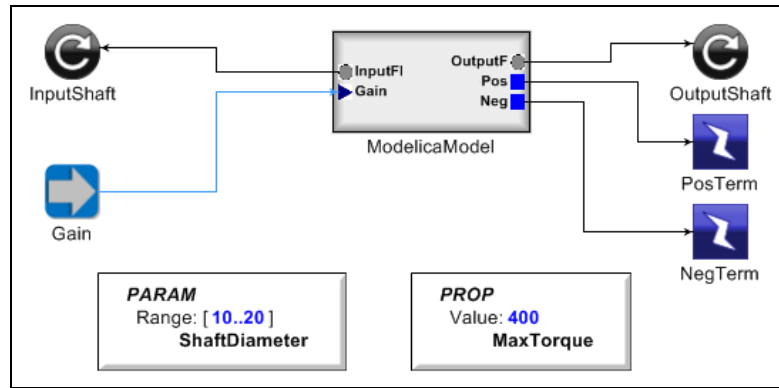 InputShaft
InputFl
Gain
OutputF
Pos
Neg
ModelicaModel
OutputShaft
PosTerm
NegTerm
Gain
PARAM
Range: [ 10..20 ]
ShaftDiameter
PROP
Value: 400
MaxTorque